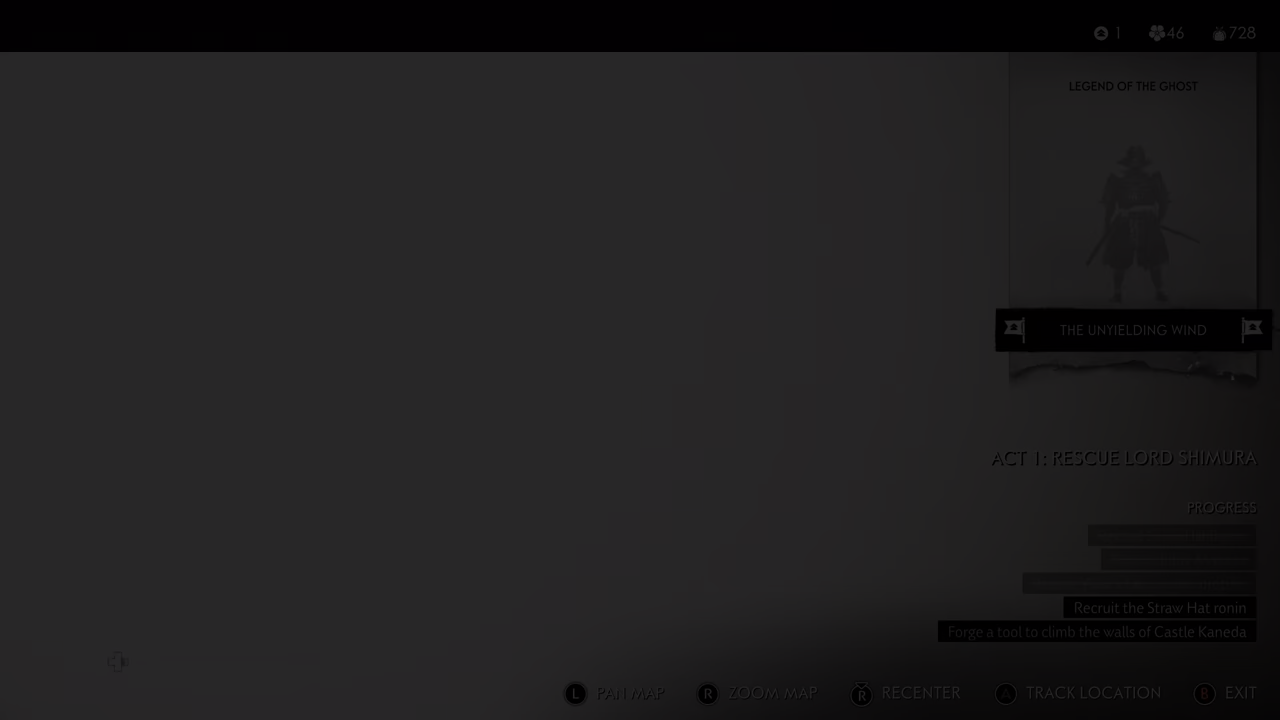 1 46 728
LEGEND OF THE GHOST
THE UNYIELDING WIND
ACT 1: RESCUE LORD SHIMURA
PROGRESS
Recruit the Straw Hat ronin
Forge a tool to climb the walls of Castle Kaneda
L PAN MAP R ZOOM MAP R RECENTER A TRACK LOCATION B EXIT